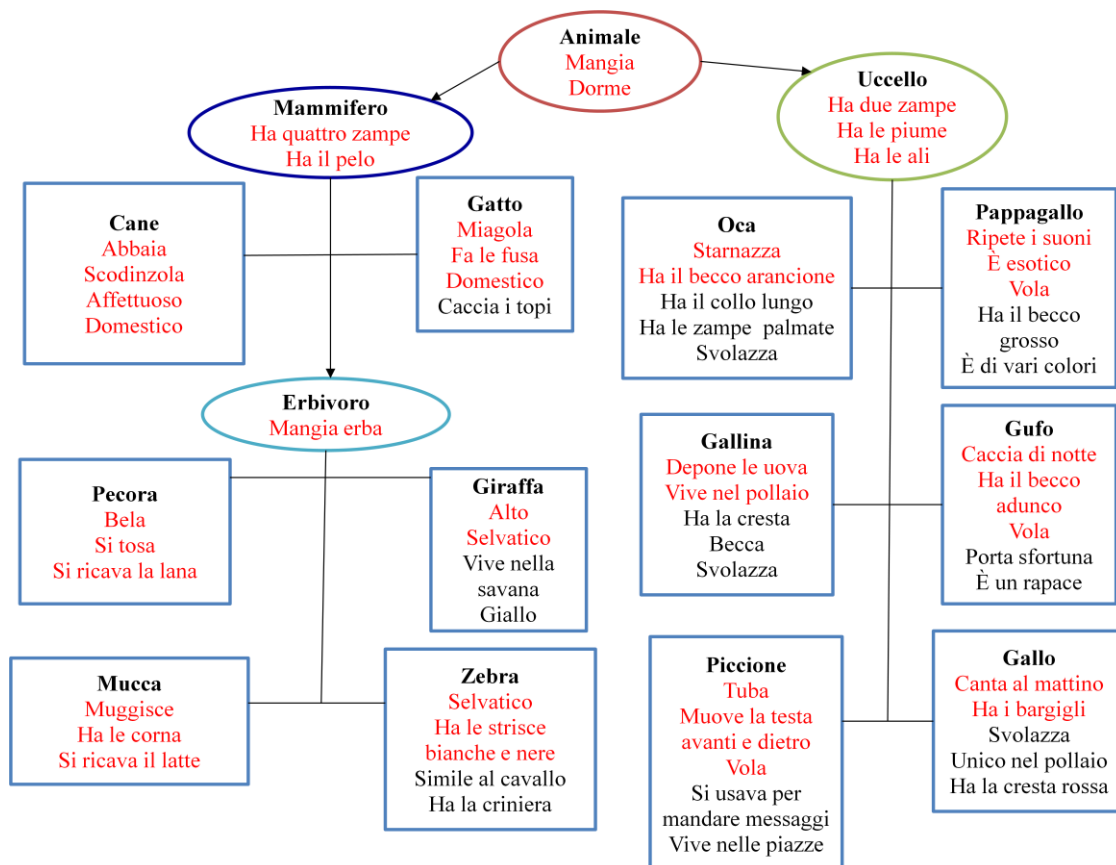 Animale
Mangia
Dorme
Mammifero
Ha quattro zampe
Ha il pelo
Uccello
Ha due zampe
Ha le piume
Ha le ali
Cane
Abbaia
Scodinzola
Affettuoso
Domestico
Gatto
Miagola
Fa le fusa
Domestico
Caccia i topi
Oca
Starnazza
Ha il becco arancione
Ha il collo lungo
Ha le zampe palmate
Svolazza
Pappagallo
Ripete i suoni
È esotico
Vola
Ha il becco
grosso
È di vari colori
Erbivoro
Mangia erba
Gallina
Depone le uova
Vive nel pollaio
Ha la cresta
Becca
Svolazza
Gufo
Caccia di notte
Ha il becco
adunco
Vola
Porta sfortuna
È un rapace
Pecora
Bela
Si tosa
Si ricava la lana
Giraffa
Alto
Selvatico
Vive nella
savana
Giallo
Mucca
Muggisce
Ha le corna
Si ricava il latte
Zebra
Selvatico
Ha le strisce
bianche e nere
Simile al cavallo
Ha la criniera
Piccione
Tuba
Muove la testa
avanti e dietro
Vola
Si usava per
mandare messaggi
Vive nelle piazze
Gallo
Canta al mattino
Ha i bargigli
Svolazza
Unico nel pollaio
Ha la cresta rossa